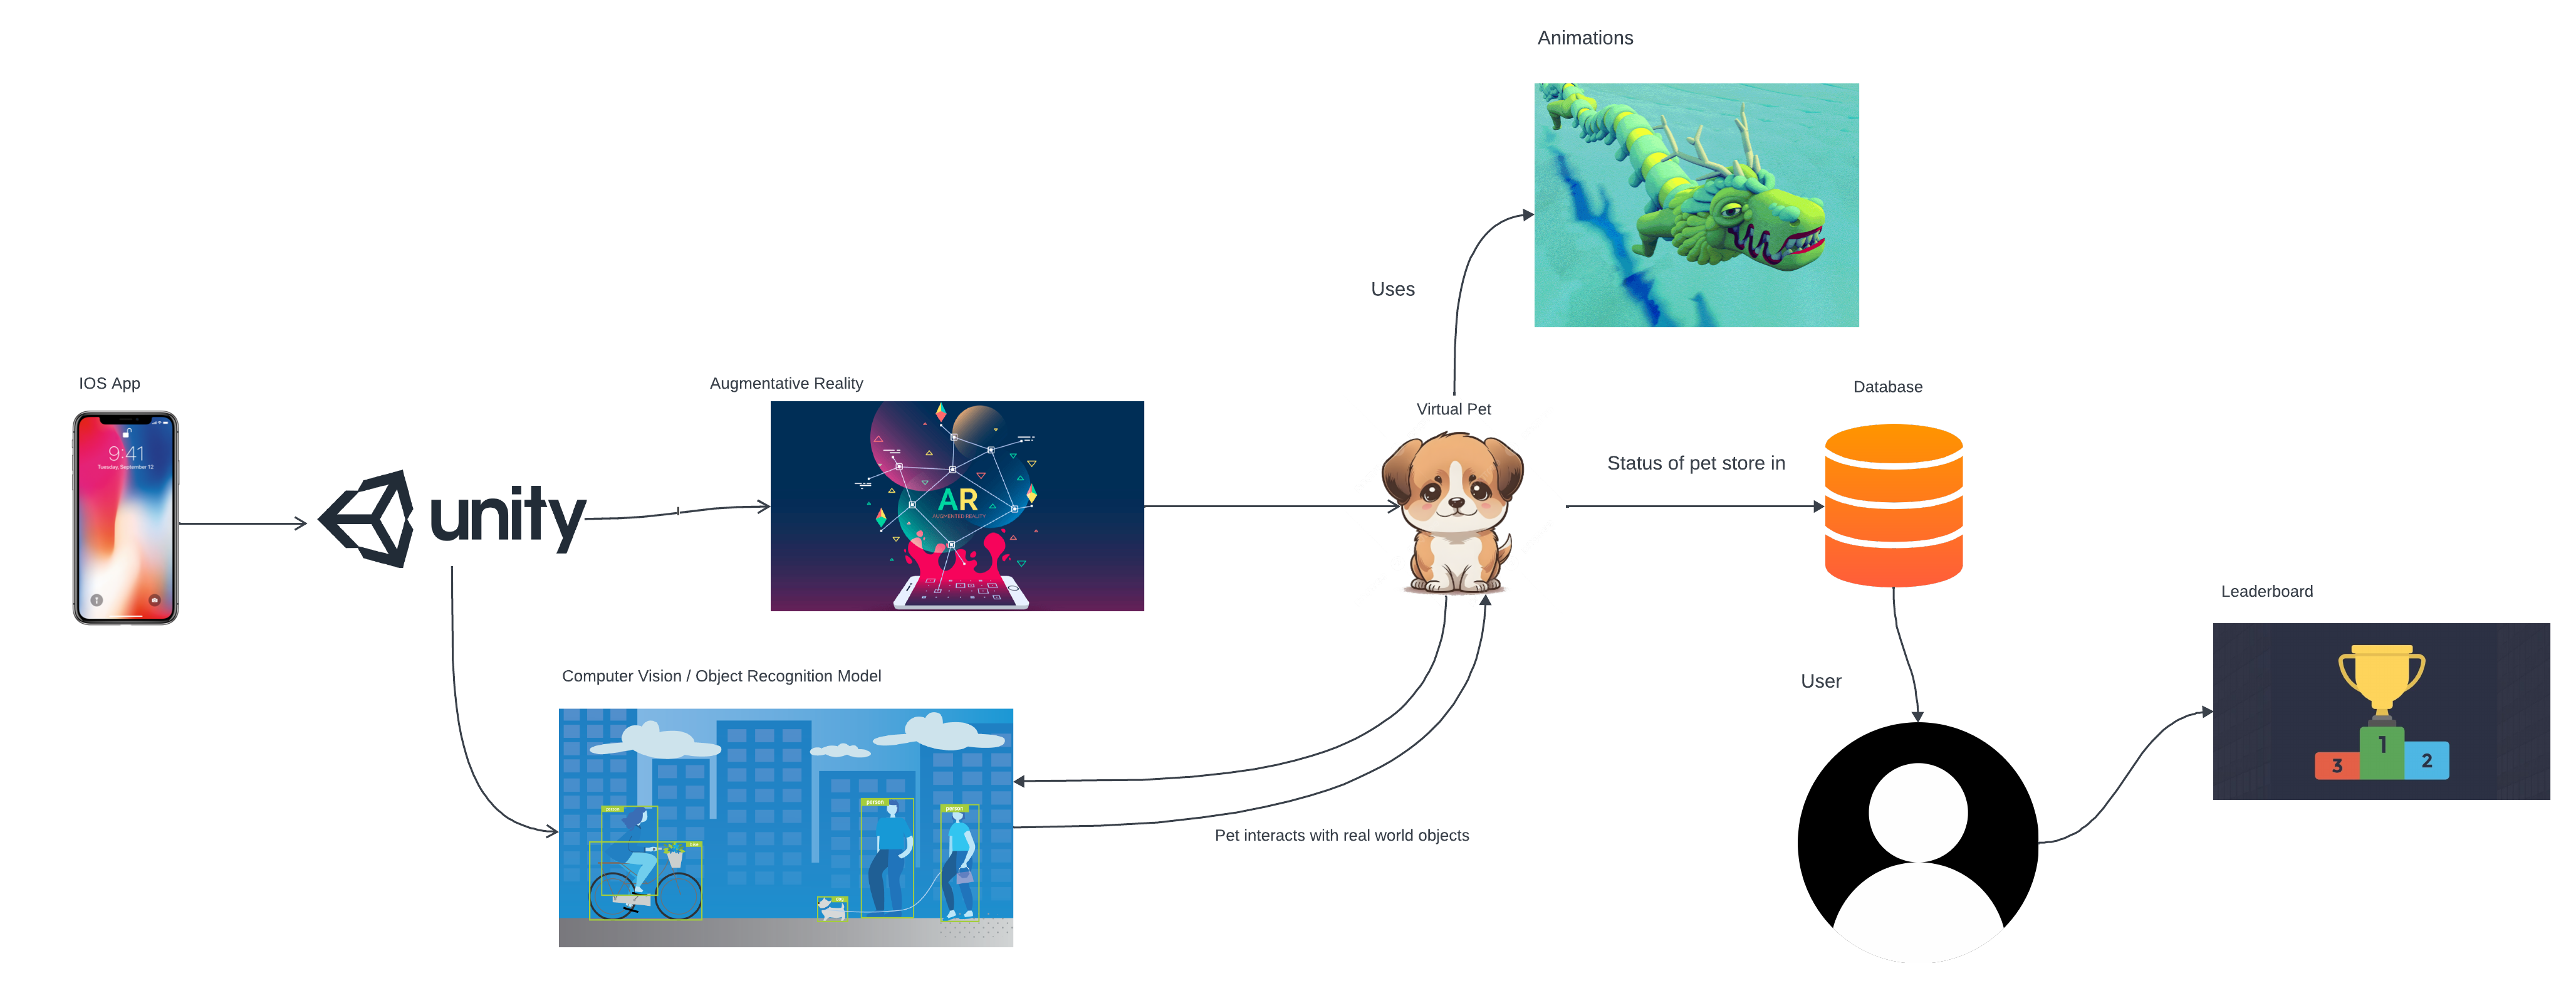 Animations
Uses
IOS App
9:41
Tuesday, September 12
unity
Augmentative Reality
AR
AUGMENTED REALITY
Virtual Pet
Status of pet store in
Database
Computer Vision / Object Recognition Model
person
person
person
dog
Pet interacts with real world objects
User
Leaderboard
1
2
3